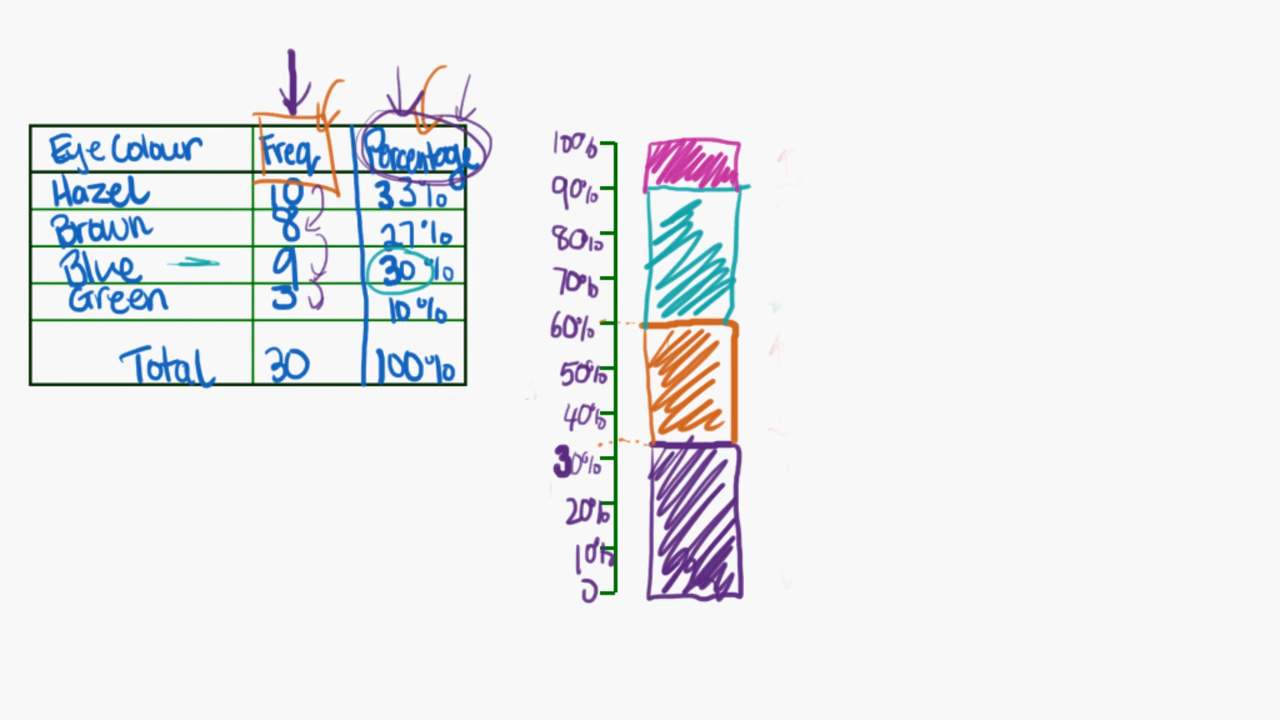 Eye Colour Freq Percentage
Hazel 10 33%
Brown 8 27%
Blue 9 30%
Green 3 10%
Total 30 100%
100%
90%
80%
70%
60%
50%
40%
30%
20%
10%
0